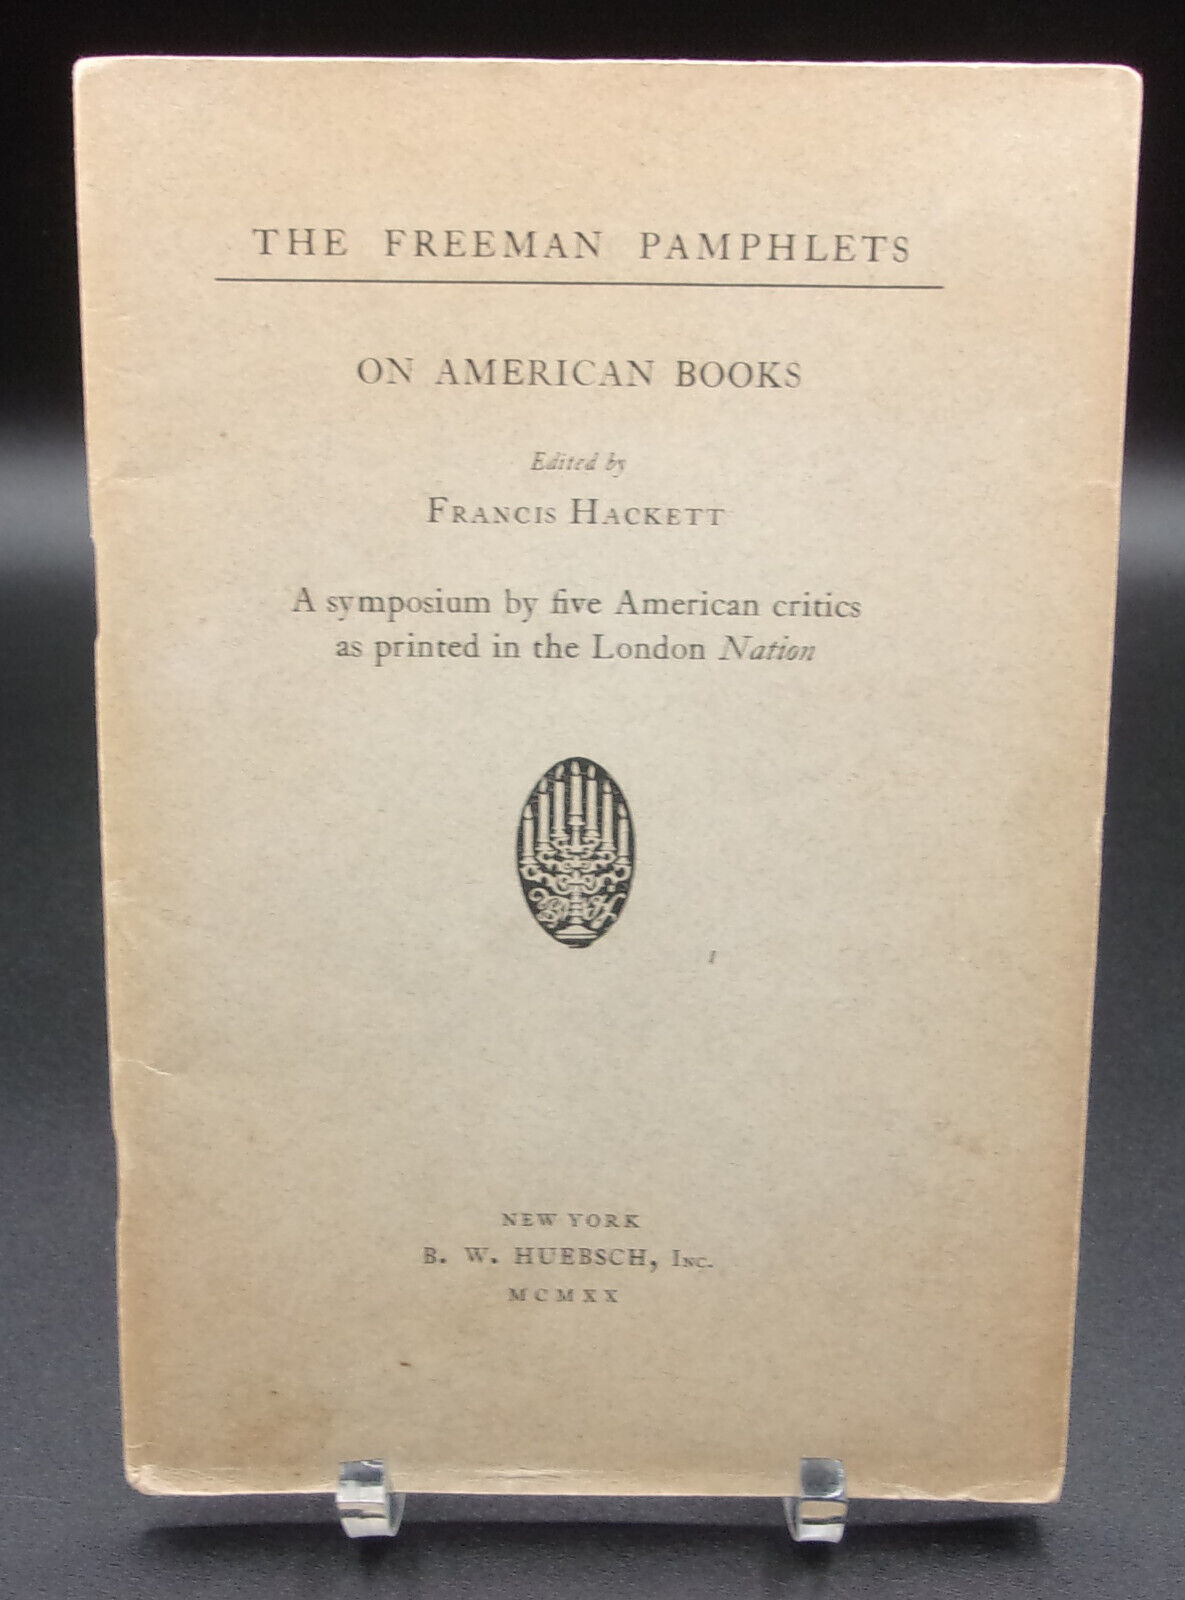 THE FREEMAN PAMPHLETS
ON AMERICAN BOOKS
Edited by
FRANCIS HACKETT
A symposium by five American critics
as printed in the London Nation
B W H
NEW YORK
B. W. HUEBSCH, INC.
MCMXX